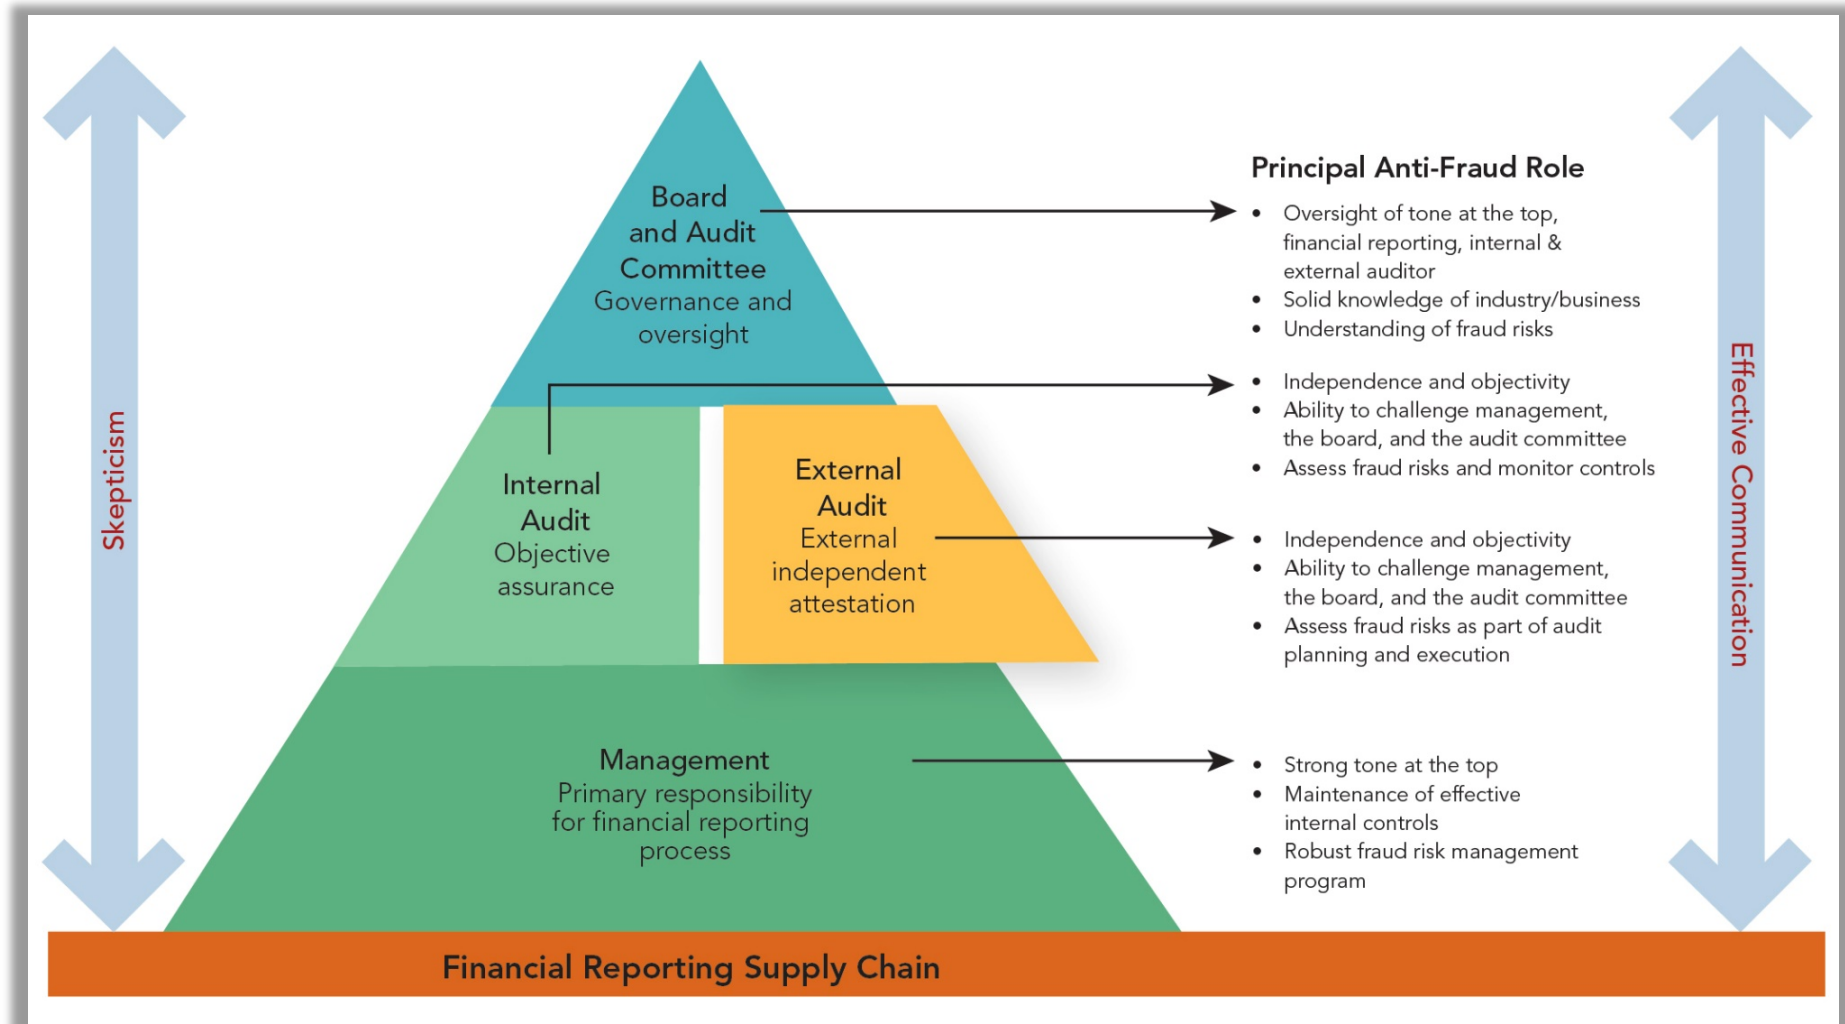 Skepticism
Board
and Audit
Committee
Governance and
oversight
Internal
Audit
Objective
assurance
External
Audit
External
independent
attestation
Management
Primary responsibility
for financial reporting
process
Principal Anti-Fraud Role
• Oversight of tone at the top,
financial reporting, internal &
external auditor
• Solid knowledge of industry/business
• Understanding of fraud risks
• Independence and objectivity
• Ability to challenge management,
the board, and the audit committee
• Assess fraud risks and monitor controls
• Independence and objectivity
• Ability to challenge management,
the board, and the audit committee
• Assess fraud risks as part of audit
planning and execution
• Strong tone at the top
• Maintenance of effective
internal controls
• Robust fraud risk management
program
Effective Communication
Financial Reporting Supply Chain